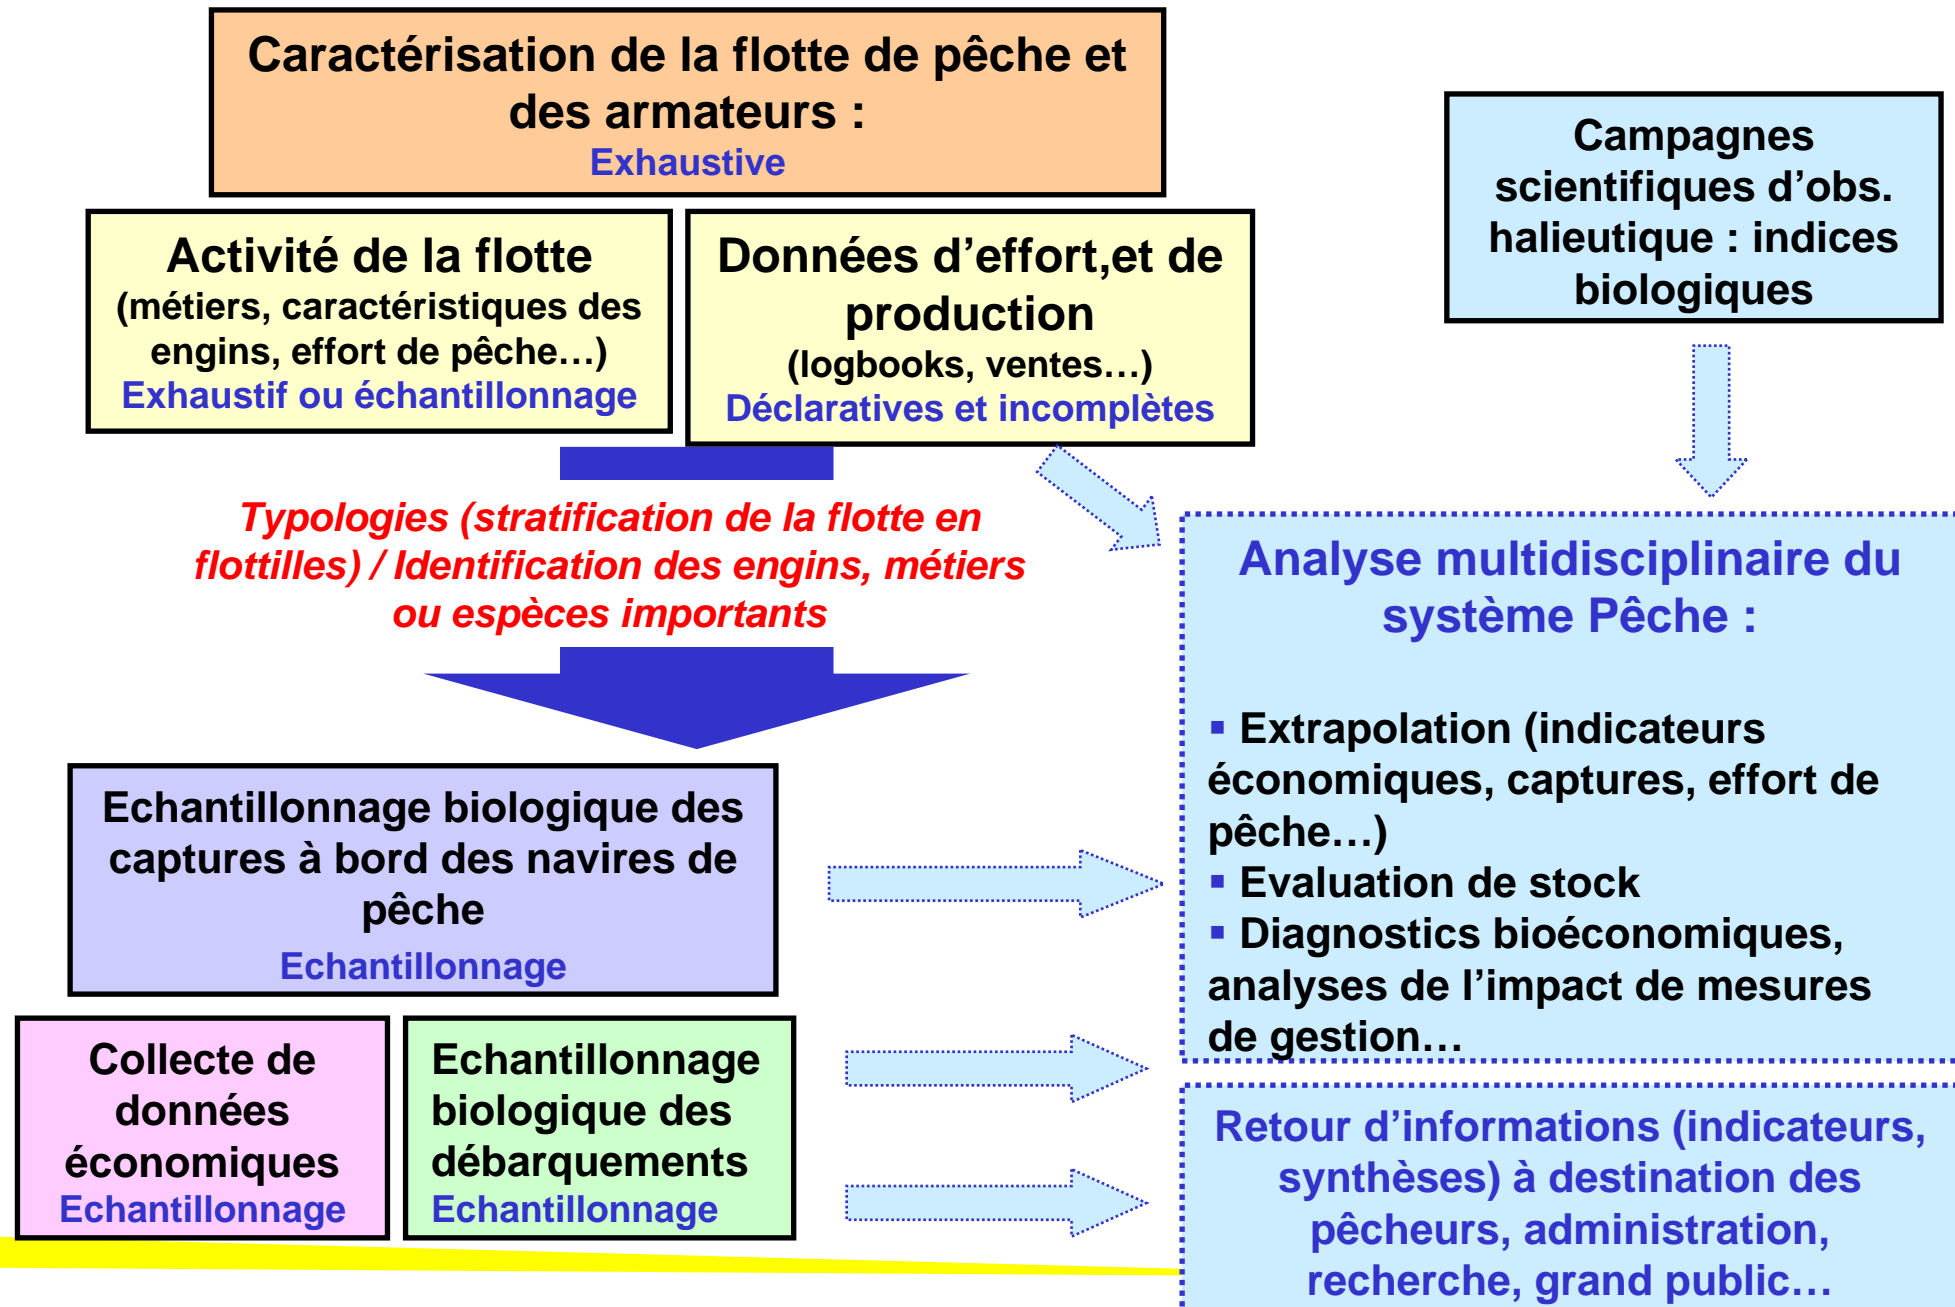 Caractérisation de la flotte de pêche et
des armateurs :
Exhaustive
Activité de la flotte
(métiers, caractéristiques des
engins, effort de pêche…)
Exhaustif ou échantillonnage
Données d’effort,et de
production
(logbooks, ventes…)
Déclaratives et incomplètes
Campagnes
scientifiques d’obs.
halieutique : indices
biologiques
Typologies (stratification de la flotte en
flottilles) / Identification des engins, métiers
ou espèces importants
Echantillonnage biologique des
captures à bord des navires de
pêche
Echantillonnage
Collecte de
données
économiques
Echantillonnage
Echantillonnage
biologique des
débarquements
Echantillonnage
Analyse multidisciplinaire du
système Pêche :
▪ Extrapolation (indicateurs
économiques, captures, effort de
pêche…)
▪ Evaluation de stock
▪ Diagnostics bioéconomiques,
analyses de l’impact de mesures
de gestion…
Retour d’informations (indicateurs,
synthèses) à destination des
pêcheurs, administration,
recherche, grand public…